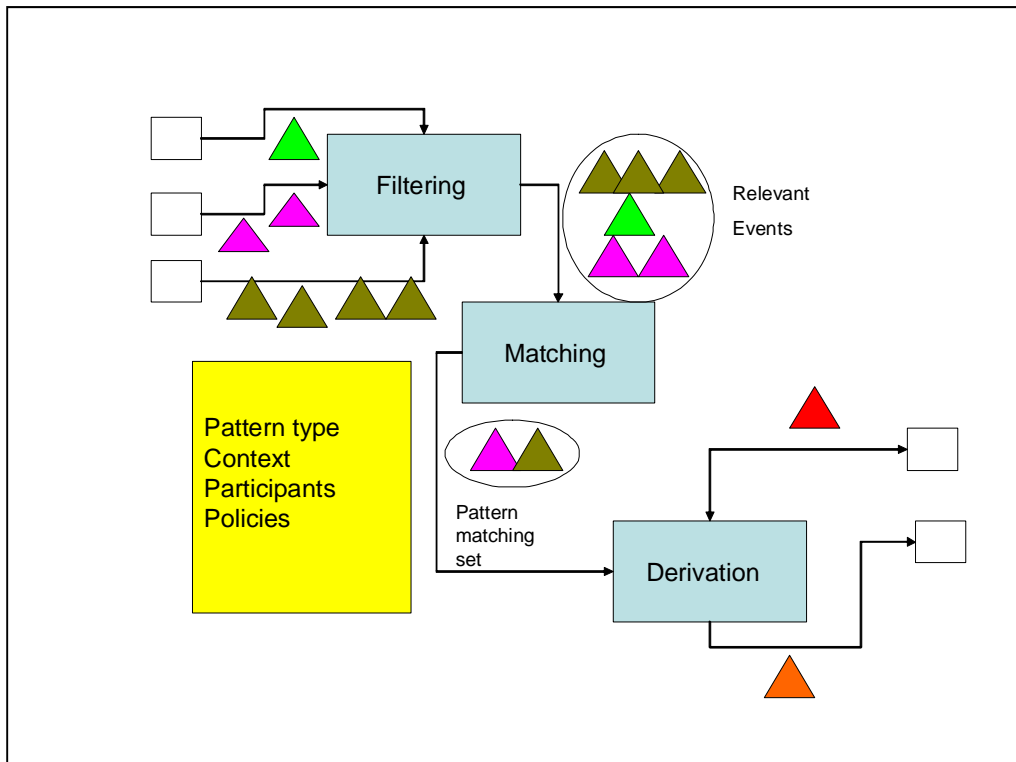 Filtering
Relevant
Events
Matching
Pattern type
Context
Participants
Policies
Pattern
matching
set
Derivation